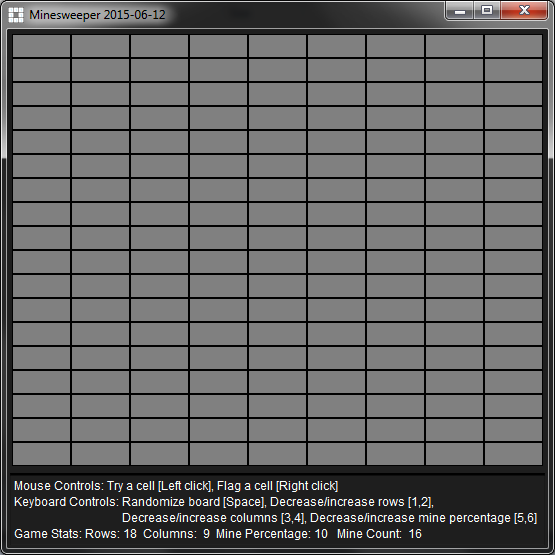 Minesweeper 2015-06-12
Mouse Controls: Try a cell [Left click], Flag a cell [Right click]
Keyboard Controls: Randomize board [Space], Decrease/increase rows [1,2],
Decrease/increase columns [3,4], Decrease/increase mine percentage [5,6]
Game Stats: Rows: 18 Columns: 9 Mine Percentage: 10 Mine Count: 16